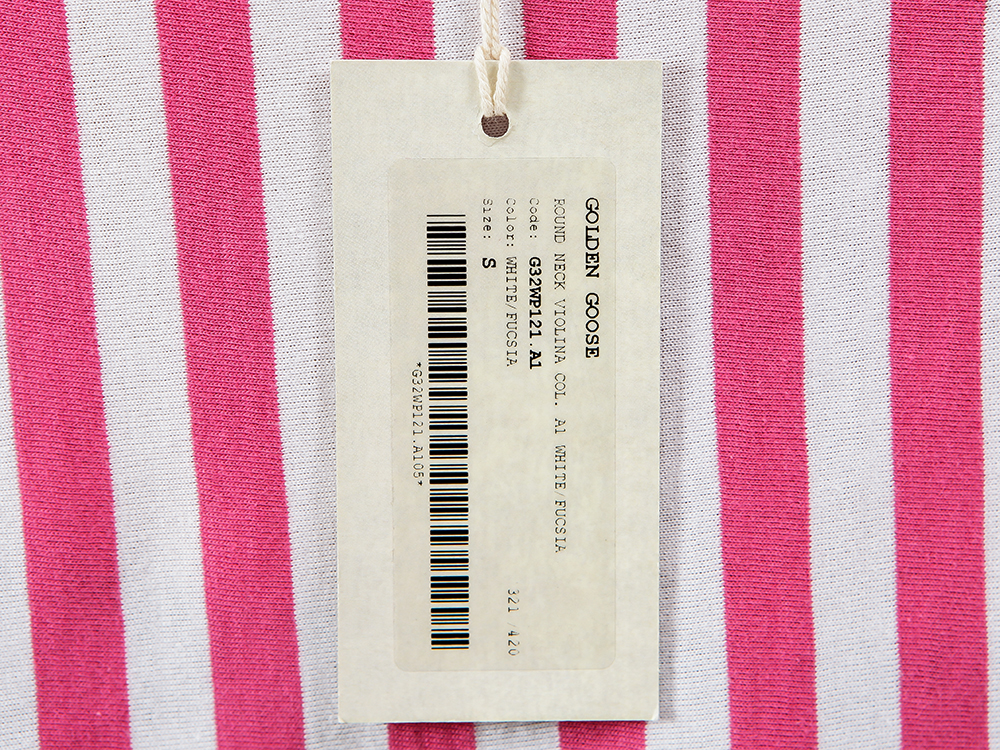 GOLDEN GOOSE
ROUND NECK VIOLINA COL. A1 WHITE/FUCSIA
Code: G32WP121.A1
Color: WHITE/FUCSIA 321 /420
Size: S
*G32WP121.A105*